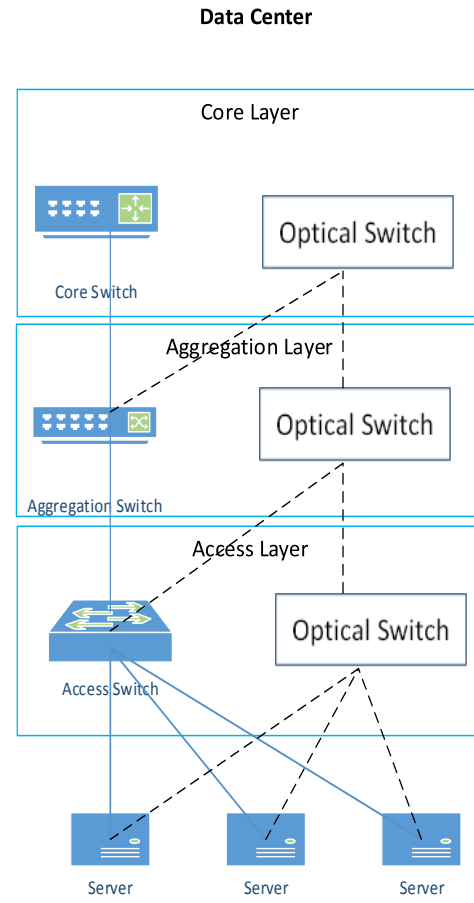 Data Center
Core Layer
Optical Switch
Core Switch
Aggregation Layer
Optical Switch
Aggregation Switch
Access Layer
Optical Switch
Access Switch
Server
Server
Server